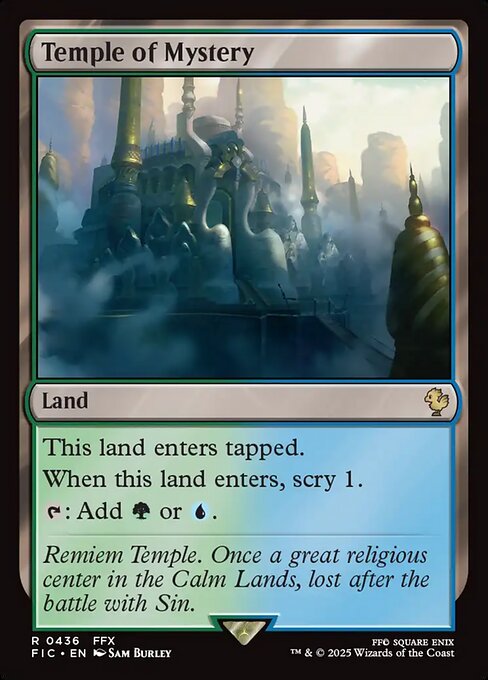 Temple of Mystery
Land
This land enters tapped.
When this land enters, scry 1.
: Add or .
Remiem Temple. Once a great religious
center in the Calm Lands, lost after the
battle with Sin.
R 0436 FFX
FIC • EN Sam Burley
FF© SQUARE ENIX
™ & © 2025 Wizards of the Coast